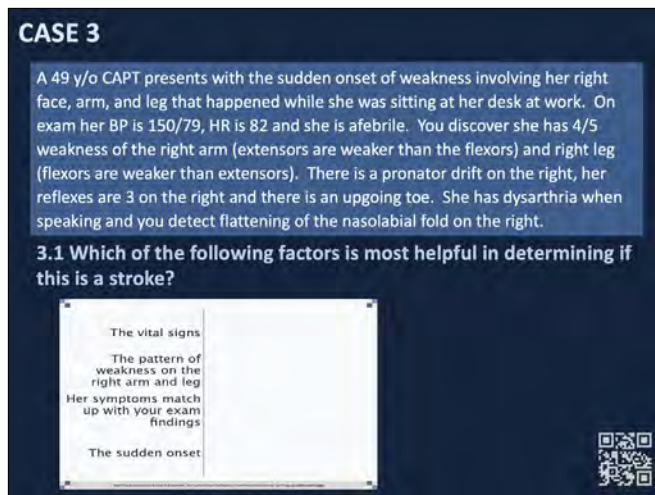 CASE 3
A 49 y/o CAPT presents with the sudden onset of weakness involving her right
face, arm, and leg that happened while she was sitting at her desk at work. On
exam her BP is 150/79, HR is 82 and she is afebrile. You discover she has 4/5
weakness of the right arm (extensors are weaker than the flexors) and right leg
(flexors are weaker than extensors). There is a pronator drift on the right, her
reflexes are 3 on the right and there is an upgoing toe. She has dysarthria when
speaking and you detect flattening of the nasolabial fold on the right.
3.1 Which of the following factors is most helpful in determining if
this is a stroke?
The vital signs
The pattern of
weakness on the
right arm and leg
Her symptoms match
up with your exam
findings
The sudden onset